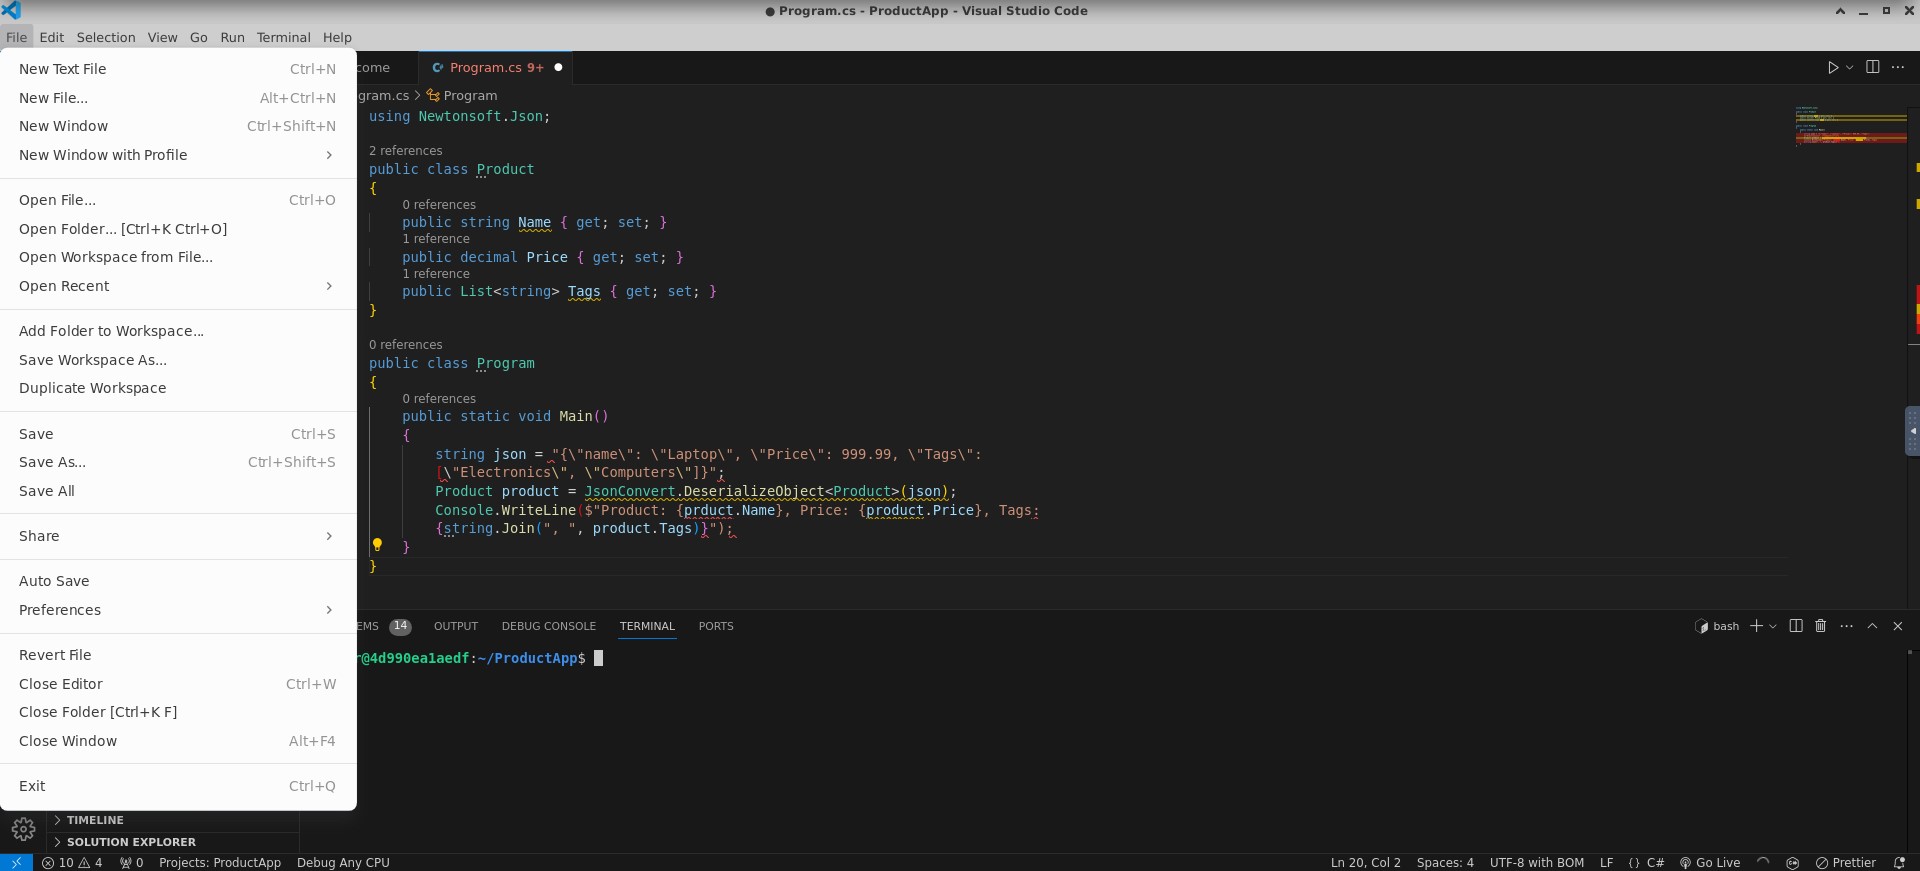 ● Program.cs - ProductApp - Visual Studio Code
File Edit Selection View Go Run Terminal Help
New Text File Ctrl+N
New File... Alt+Ctrl+N
New Window Ctrl+Shift+N
New Window with Profile
Open File... Ctrl+O
Open Folder... [Ctrl+K Ctrl+O]
Open Workspace from File...
Open Recent
Add Folder to Workspace...
Save Workspace As...
Duplicate Workspace
Save Ctrl+S
Save As... Ctrl+Shift+S
Save All
Share
Auto Save
Preferences
Revert File
Close Editor Ctrl+W
Close Folder [Ctrl+K F]
Close Window Alt+F4
Exit Ctrl+Q
TIMELINE
SOLUTION EXPLORER
come Program.cs 9+
gram.cs > Program
using Newtonsoft.Json;
2 references
public class Product
{
0 references
public string Name { get; set; }
1 reference
public decimal Price { get; set; }
1 reference
public List<string> Tags { get; set; }
}
0 references
public class Program
{
0 references
public static void Main()
{
string json = "{\"name\": \"Laptop\", \"Price\": 999.99, \"Tags\":
[\"Electronics\", \"Computers\"]}";
Product product = JsonConvert.DeserializeObject<Product>(json);
Console.WriteLine($"Product: {prduct.Name}, Price: {product.Price}, Tags:
{string.Join(", ", product.Tags)}");
}
}
EMS 14 OUTPUT DEBUG CONSOLE TERMINAL PORTS
bash
r@4d990ea1aedf:~/ProductApp$
10 4 0 Projects: ProductApp Debug Any CPU
Ln 20, Col 2 Spaces: 4 UTF-8 with BOM LF {} C# Go Live Prettier